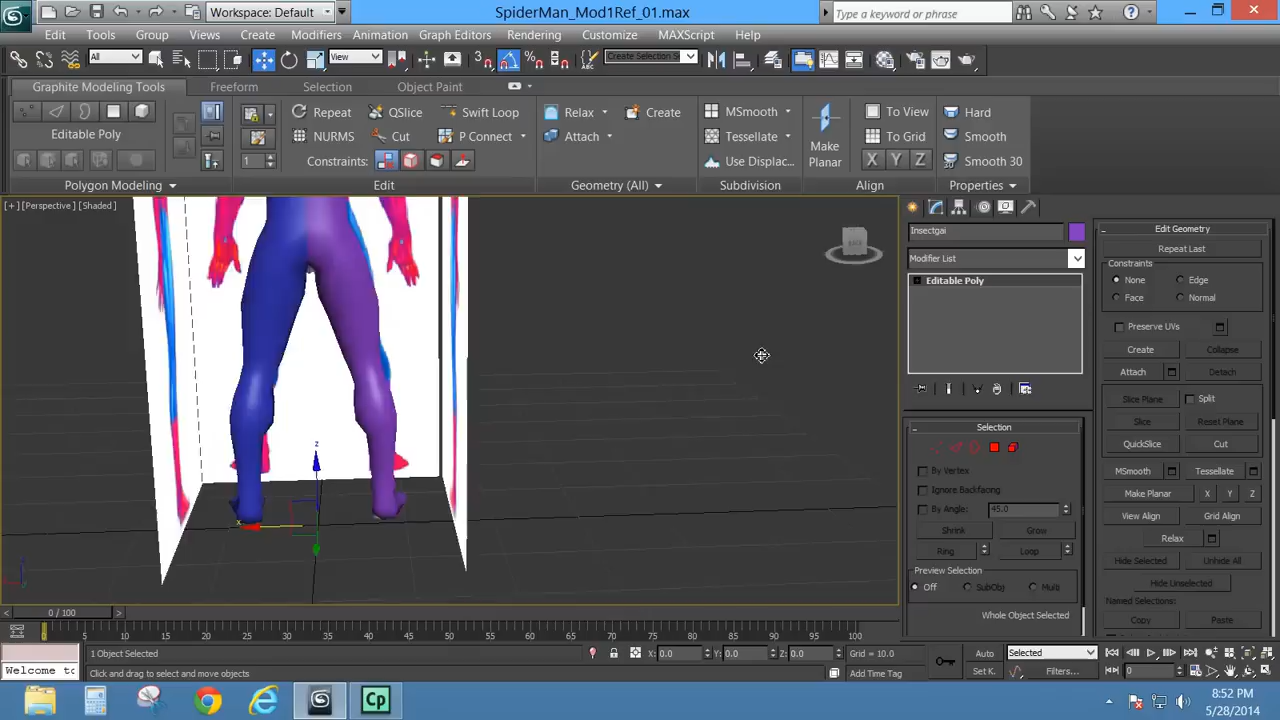 Workspace: Default
SpiderMan_Mod1Ref_01.max
Type a keyword or phrase
Edit Tools Group Views Create Modifiers Animation Graph Editors Rendering Customize MAXScript Help
All View Create Selection Se
Graphite Modeling Tools Freeform Selection Object Paint
Repeat QSlice Swift Loop Relax Create MSmooth To View Hard
Editable Poly NURMS Cut P Connect Attach Tessellate Make Planar To Grid Smooth
1 Constraints: Use Displac... X Y Z Smooth 30
Polygon Modeling Edit Geometry (All) Subdivision Align Properties
[+] [Perspective] [Shaded]
Insectgai
Modifier List
Editable Poly
Selection
By Vertex
Ignore Backfacing
By Angle: 45.0
Shrink Grow
Ring Loop
Preview Selection
Off SubObj Multi
Whole Object Selected
Edit Geometry
Repeat Last
Constraints
None Edge
Face Normal
Preserve UVs
Create Collapse
Attach Detach
Slice Plane Split
Slice Reset Plane
QuickSlice Cut
MSmooth Tessellate
Make Planar X Y Z
View Align Grid Align
Relax
Hide Selected Unhide All
Hide Unselected
Named Selections:
Copy Paste
z
x
0 / 100
0 5 10 15 20 25 30 35 40 45 50 55 60 65 70 75 80 85 90 95 100
1 Object Selected X: 0.0 Y: 0.0 Z: 0.0 Grid = 10.0 Auto Selected
Welcome to Click and drag to select and move objects Add Time Tag Set K. Filters... 0
Cp
8:52 PM
5/28/2014